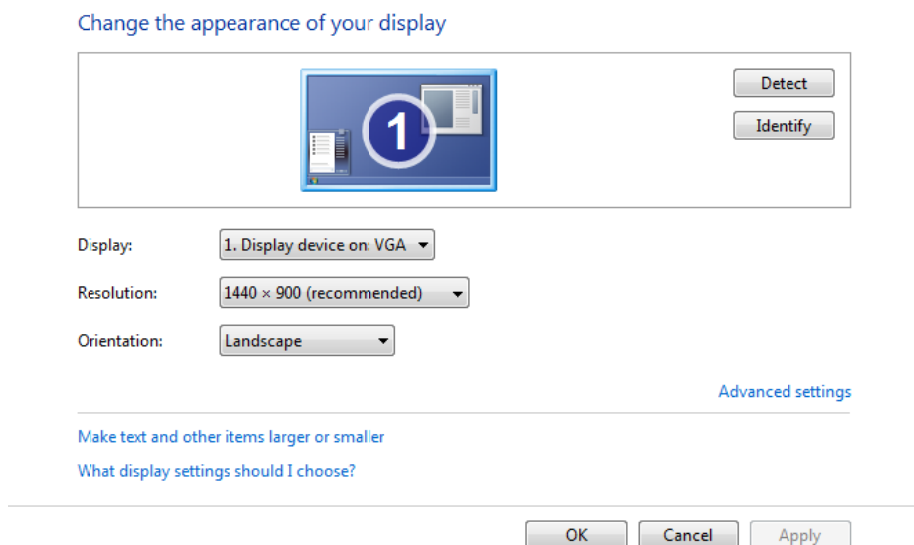 Change the appearance of your display
1
Detect
Identify
Display: 1. Display device on: VGA
Resolution: 1440 × 900 (recommended)
Orientation: Landscape
Advanced settings
Make text and other items larger or smaller
What display settings should I choose?
OK Cancel Apply